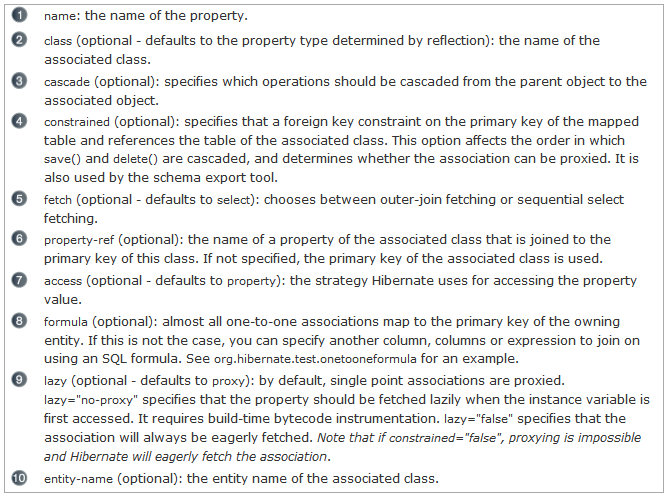 1 name: the name of the property.
2 class (optional - defaults to the property type determined by reflection): the name of the
associated class.
3 cascade (optional): specifies which operations should be cascaded from the parent object to the
associated object.
4 constrained (optional): specifies that a foreign key constraint on the primary key of the mapped
table and references the table of the associated class. This option affects the order in which
save() and delete() are cascaded, and determines whether the association can be proxied. It is
also used by the schema export tool.
5 fetch (optional - defaults to select): chooses between outer-join fetching or sequential select
fetching.
6 property-ref (optional): the name of a property of the associated class that is joined to the
primary key of this class. If not specified, the primary key of the associated class is used.
7 access (optional - defaults to property): the strategy Hibernate uses for accessing the property
value.
8 formula (optional): almost all one-to-one associations map to the primary key of the owning
entity. If this is not the case, you can specify another column, columns or expression to join on
using an SQL formula. See org.hibernate.test.onetooneformula for an example.
9 lazy (optional - defaults to proxy): by default, single point associations are proxied.
lazy="no-proxy" specifies that the property should be fetched lazily when the instance variable is
first accessed. It requires build-time bytecode instrumentation. lazy="false" specifies that the
association will always be eagerly fetched. Note that if constrained="false", proxying is impossible
and Hibernate will eagerly fetch the association.
10 entity-name (optional): the entity name of the associated class.